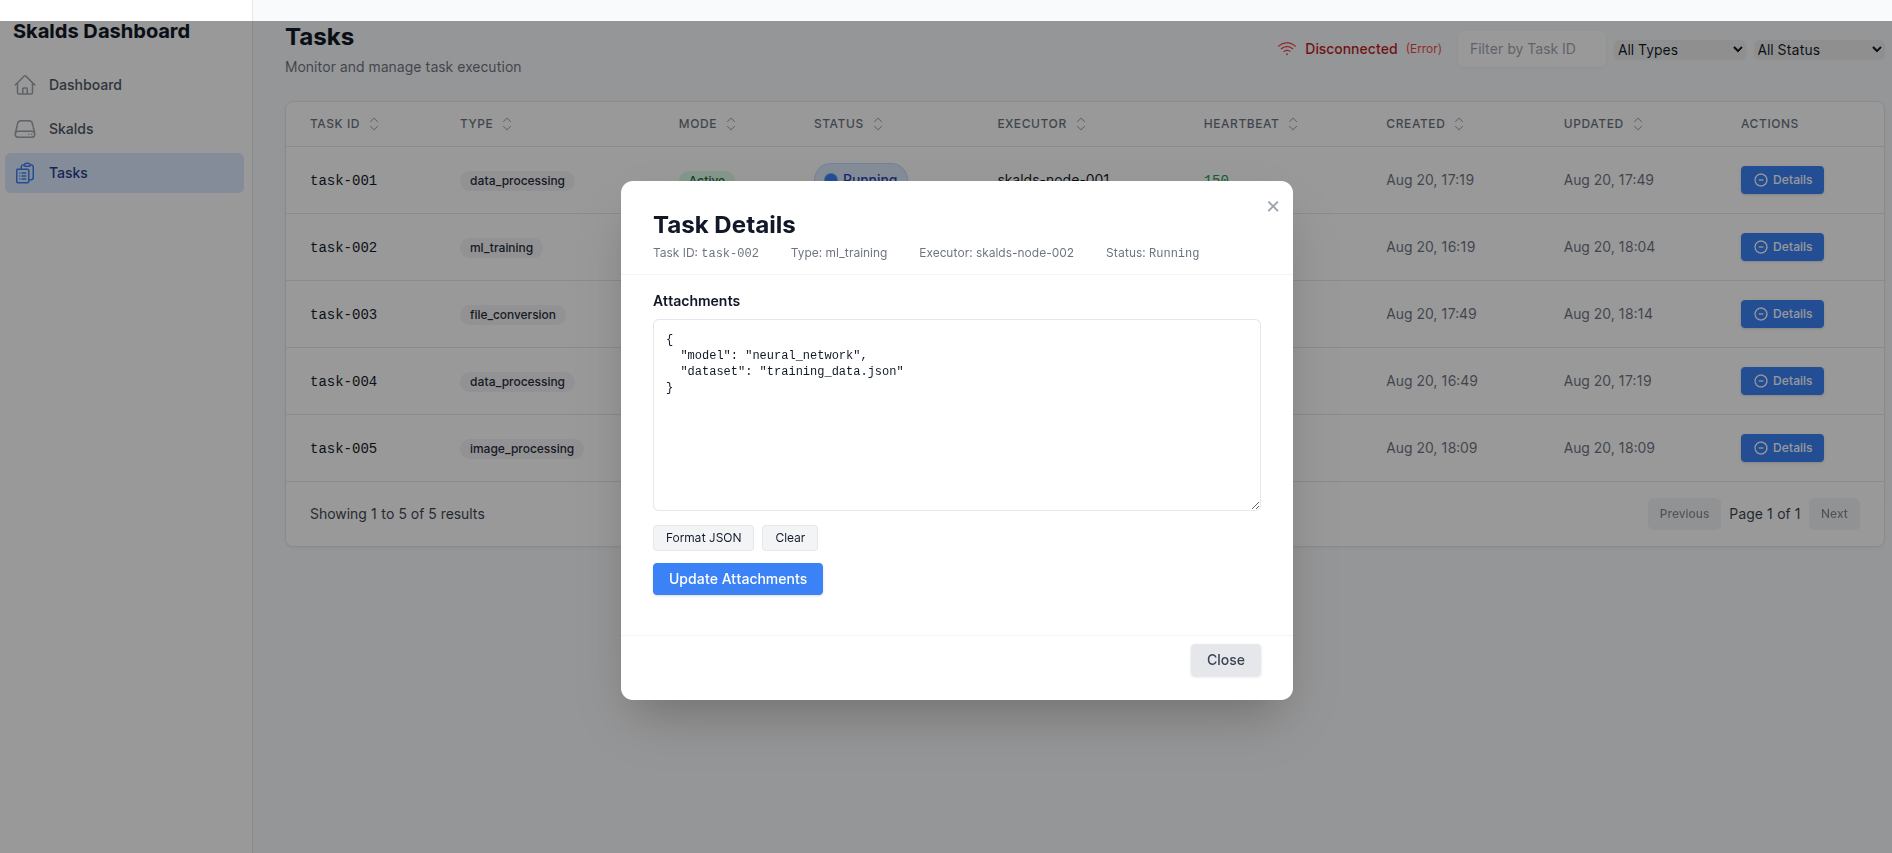 Skalds Dashboard
Dashboard
Skalds
Tasks
Tasks
Monitor and manage task execution
Disconnected (Error)
Filter by Task ID
All Types
All Status
TASK ID TYPE MODE STATUS EXECUTOR HEARTBEAT CREATED UPDATED ACTIONS
task-001 data_processing Active Running skalds-node-001 150 Aug 20, 17:19 Aug 20, 17:49 Details
task-002 ml_training Aug 20, 16:19 Aug 20, 18:04 Details
task-003 file_conversion Aug 20, 17:49 Aug 20, 18:14 Details
task-004 data_processing Aug 20, 16:49 Aug 20, 17:19 Details
task-005 image_processing Aug 20, 18:09 Aug 20, 18:09 Details
Showing 1 to 5 of 5 results
Previous Page 1 of 1 Next
Task Details
Task ID: task-002 Type: ml_training Executor: skalds-node-002 Status: Running
Attachments
{
  "model": "neural_network",
  "dataset": "training_data.json"
}
Format JSON Clear
Update Attachments
Close